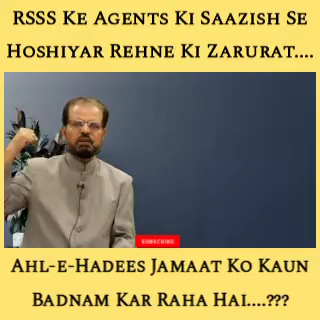 RSSS Ke Agents Ki Saazish Se
Hoshiyar Rehne Ki Zarurat....
SUBSCRIBE
Ahl-e-Hadees Jamaat Ko Kaun
Badnam Kar Raha Hai....???